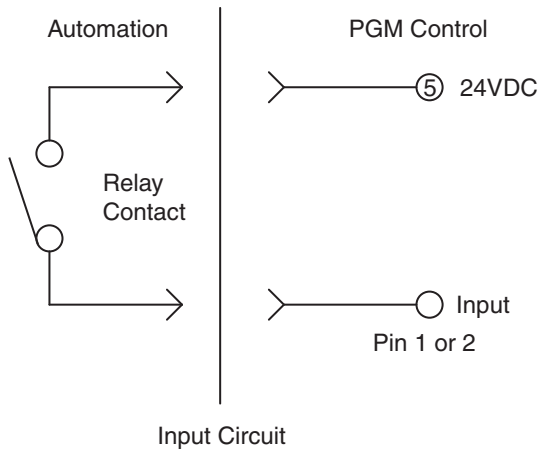 Automation
PGM Control
5 24VDC
Relay
Contact
Input
Pin 1 or 2
Input Circuit